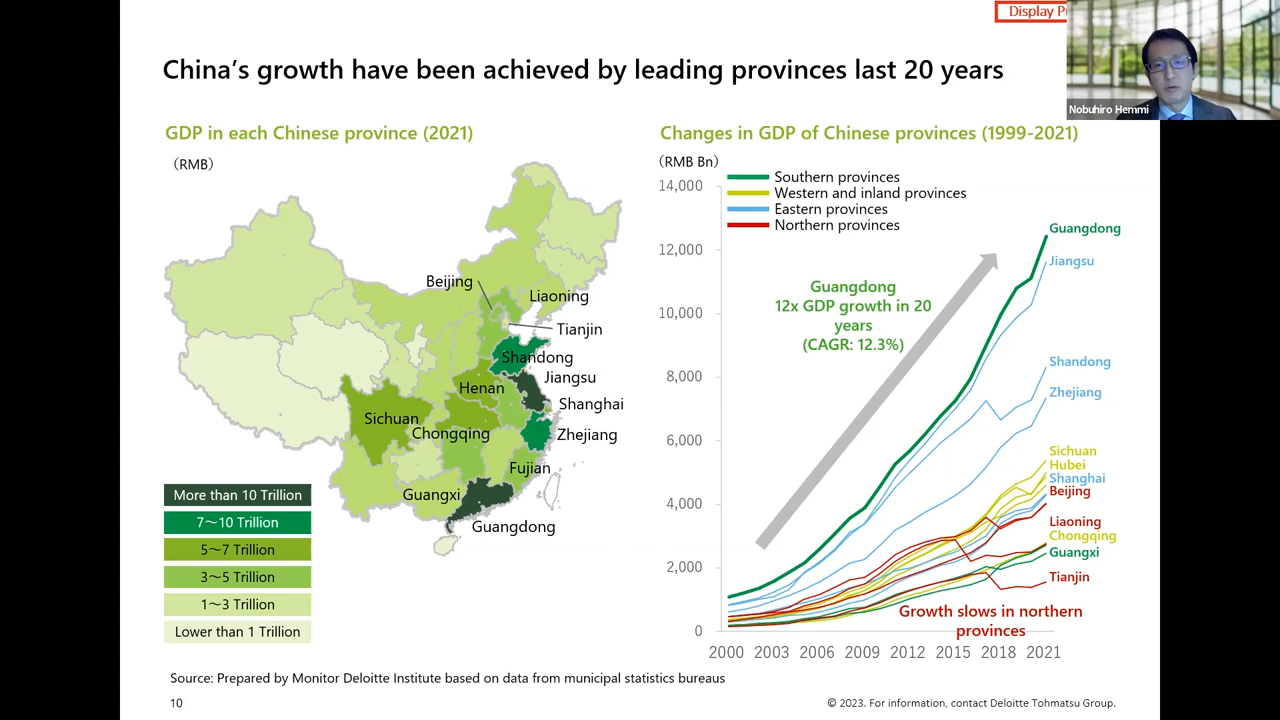 Display
Nobuhiro Hemmi
China's growth have been achieved by leading provinces last 20 years
GDP in each Chinese province (2021)
(RMB)
Beijing
Liaoning
Tianjin
Shandong
Jiangsu
Henan
Shanghai
Sichuan
Chongqing
Zhejiang
Fujian
Guangxi
Guangdong
More than 10 Trillion
7~10 Trillion
5~7 Trillion
3~5 Trillion
1~3 Trillion
Lower than 1 Trillion
Changes in GDP of Chinese provinces (1999-2021)
(RMB Bn)
Southern provinces
Western and inland provinces
Eastern provinces
Northern provinces
14,000
12,000
10,000
8,000
6,000
4,000
2,000
0
2000 2003 2006 2009 2012 2015 2018 2021
Guangdong
12x GDP growth in 20
years
(CAGR: 12.3%)
Guangdong
Jiangsu
Shandong
Zhejiang
Sichuan
Hubei
Shanghai
Beijing
Liaoning
Chongqing
Guangxi
Tianjin
Growth slows in northern
provinces
Source: Prepared by Monitor Deloitte Institute based on data from municipal statistics bureaus
10
© 2023. For information, contact Deloitte Tohmatsu Group.